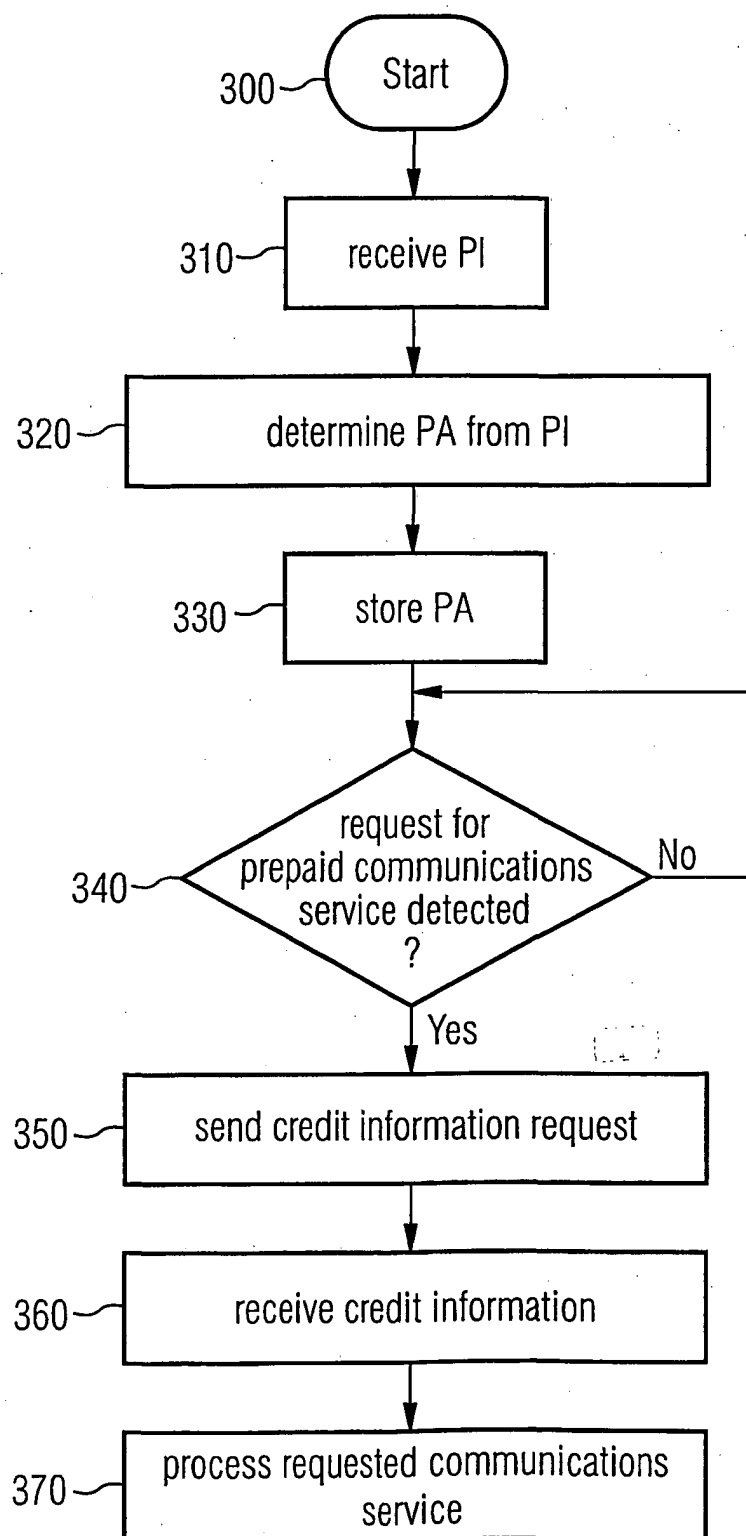 300
Start
310
receive PI
320
determine PA from PI
330
store PA
340
request for
prepaid communications
service detected
?
No
Yes
350
send credit information request
360
receive credit information
370
process requested communications
service